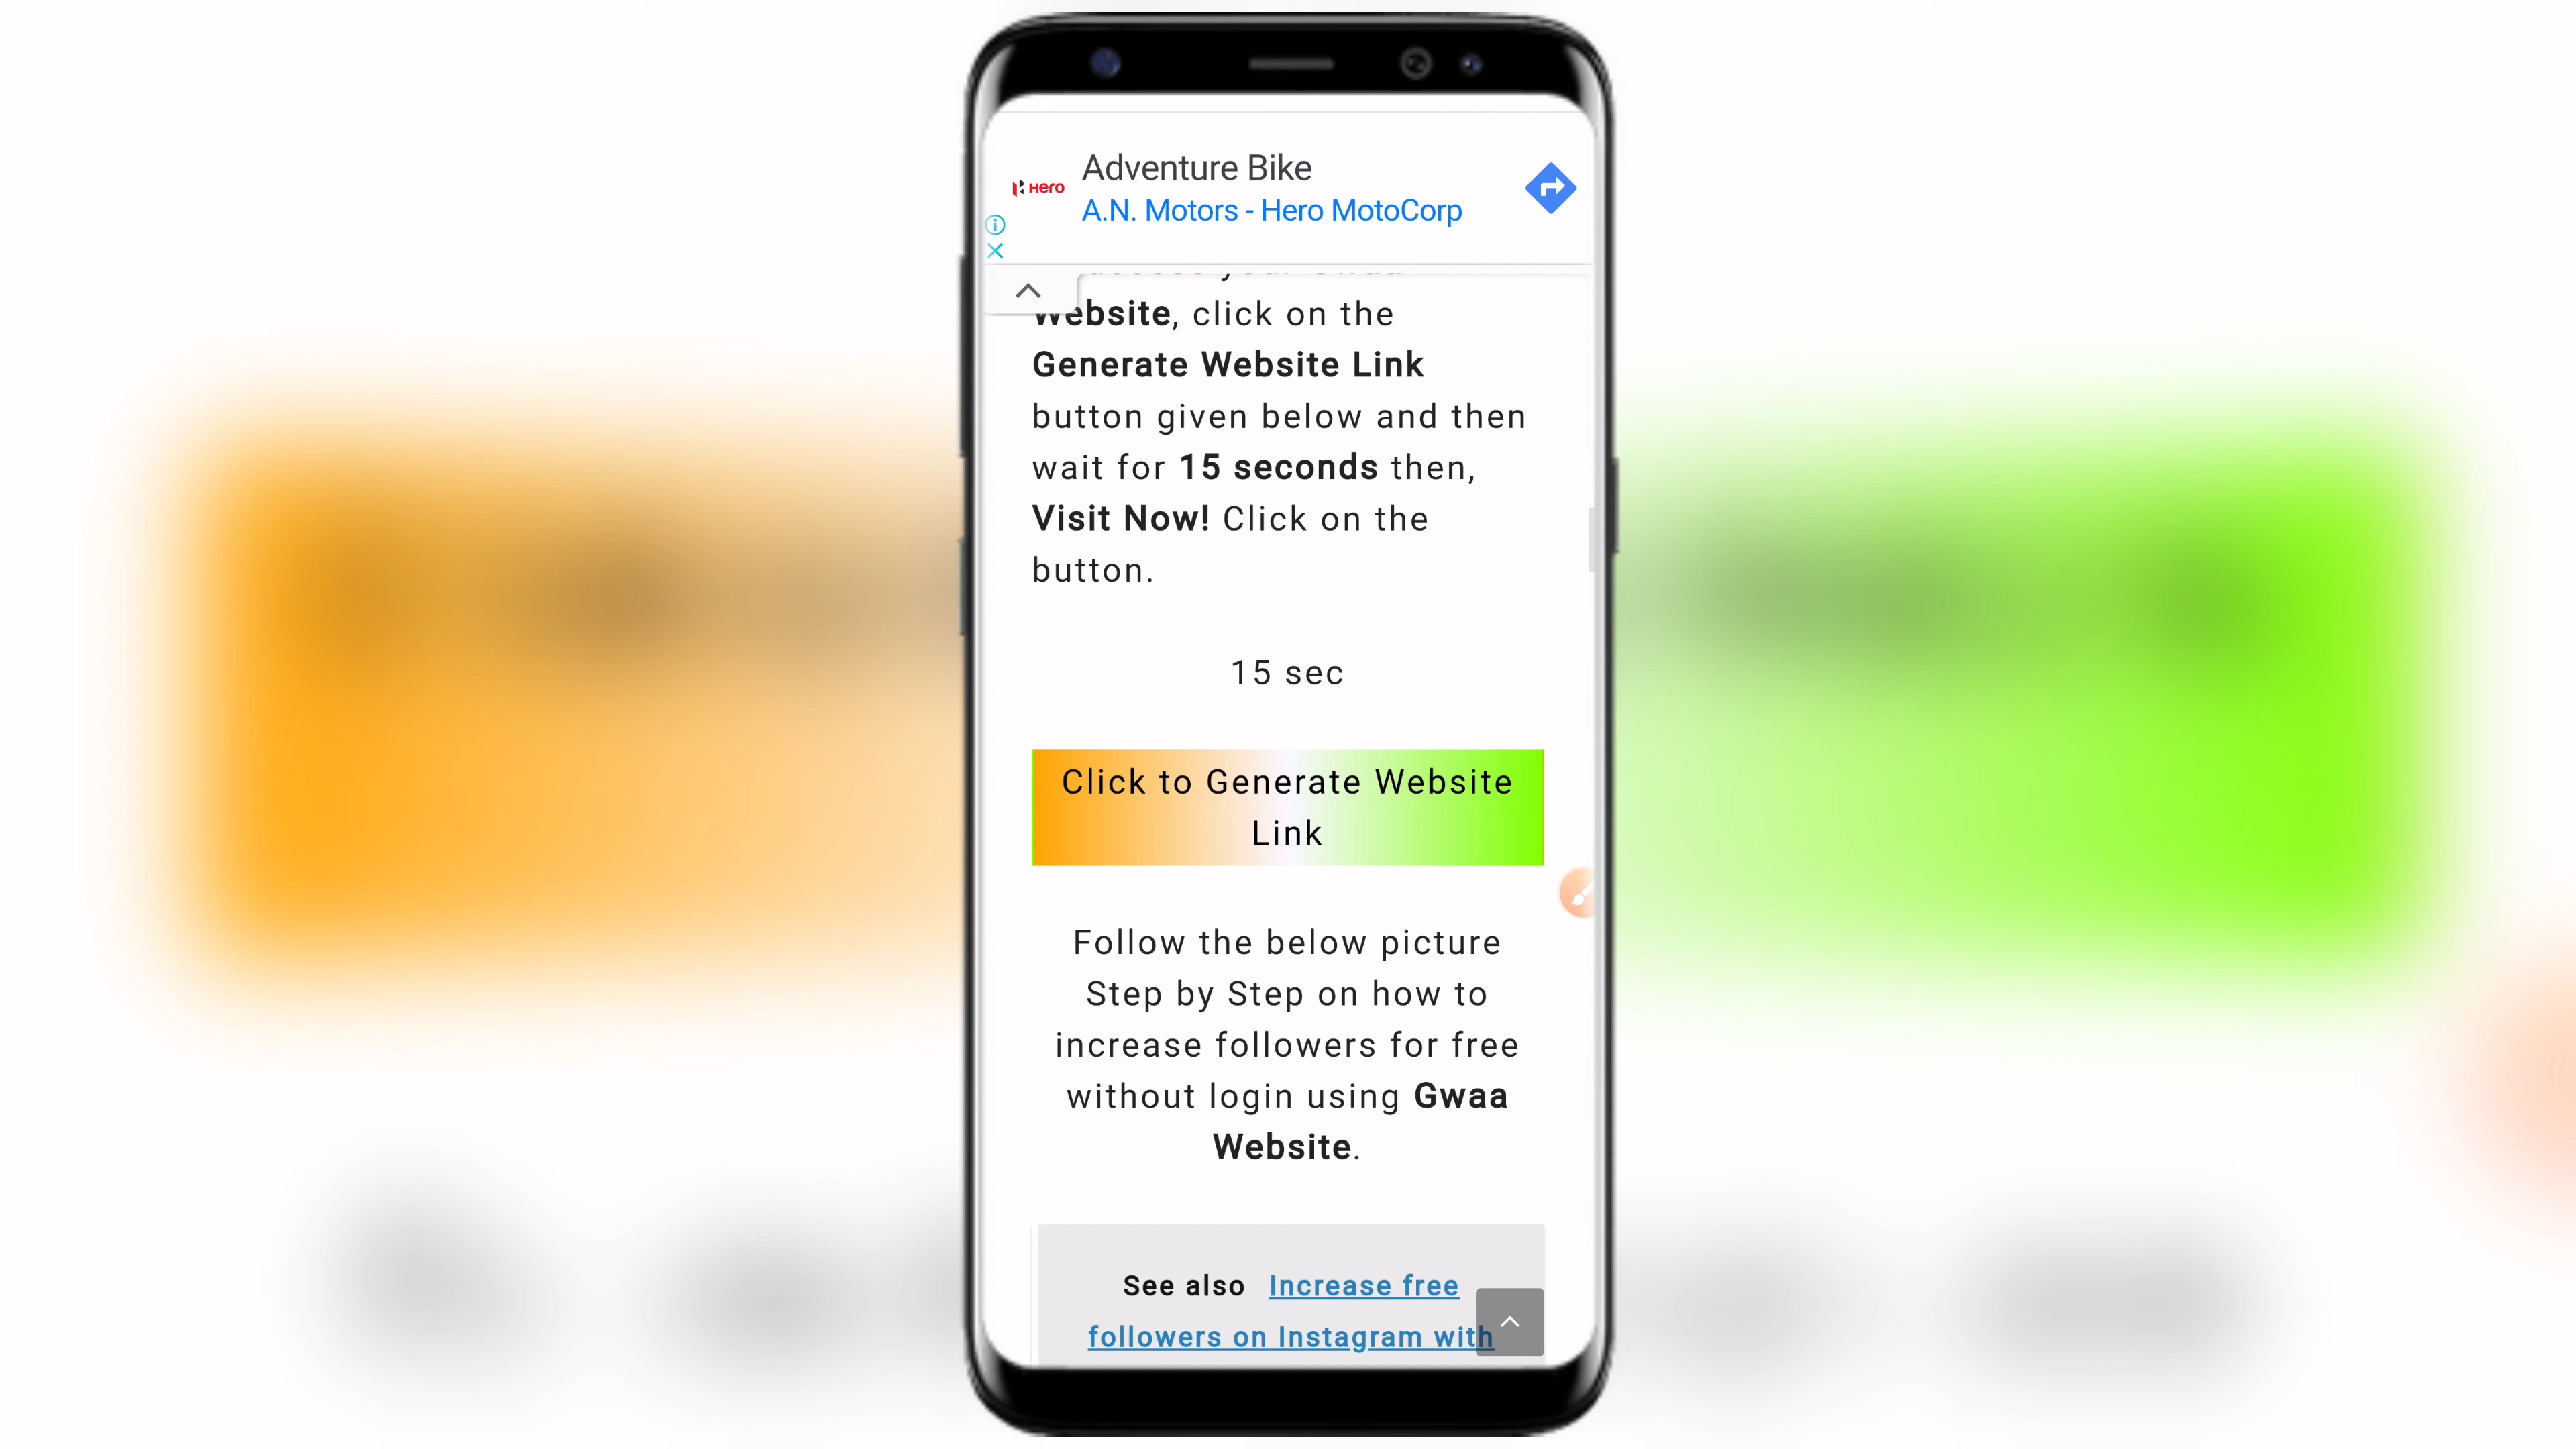 Hero
Adventure Bike
A.N. Motors - Hero MotoCorp
Website, click on the
Generate Website Link
button given below and then
wait for 15 seconds then,
Visit Now! Click on the
button.
15 sec
Click to Generate Website
Link
Follow the below picture
Step by Step on how to
increase followers for free
without login using Gwaa
Website.
See also Increase free
followers on Instagram with